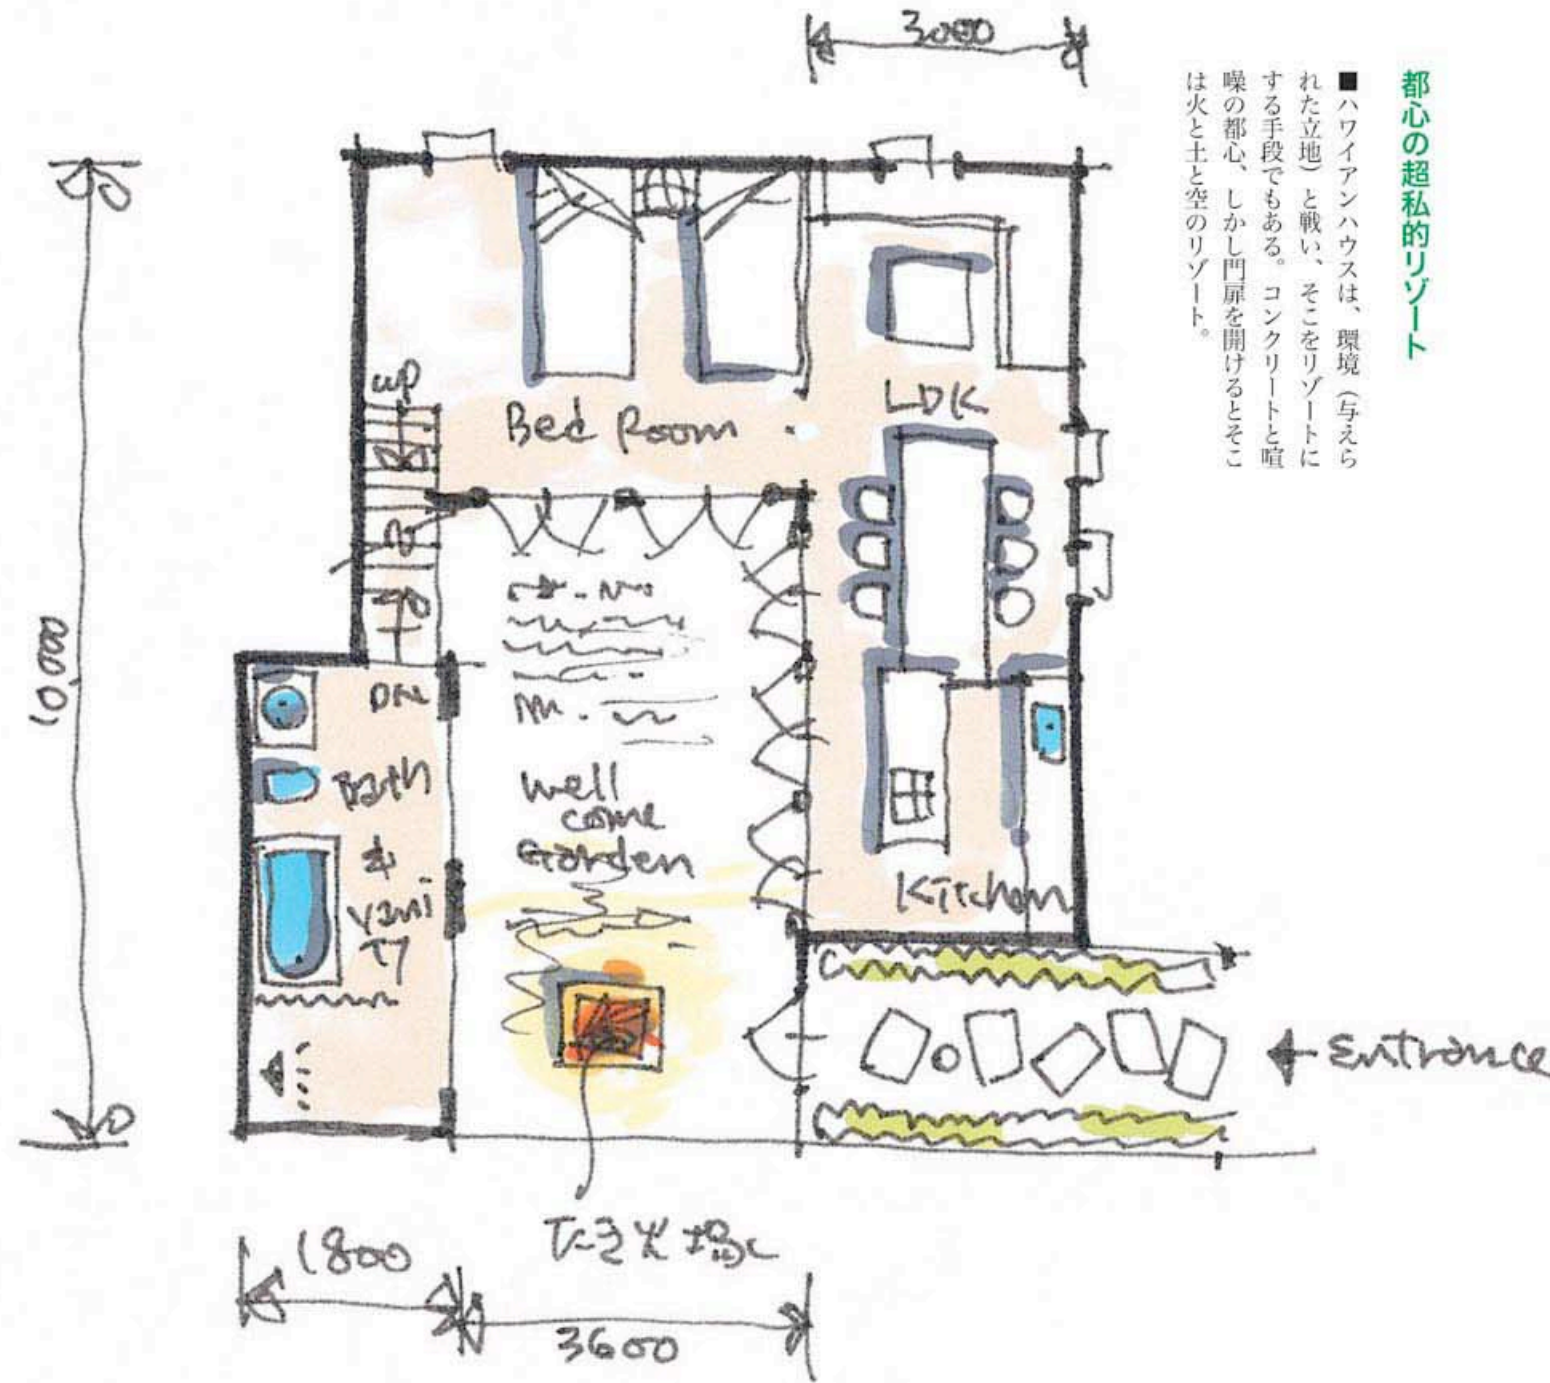 都心の超私的リゾート
■ハワイアンハウスは、環境（与えら
れた立地）と戦い、そこをリゾートに
する手段でもある。コンクリートと喧
噪の都心、しかし門扉を開けるとそこ
は火と土と空のリゾート。
3000
10,000
up
Bed Room
LDK
DN
Bath
&
Vani
ty
well
come
Garden
Kitchen
Entrance
たき火場
1800
3600